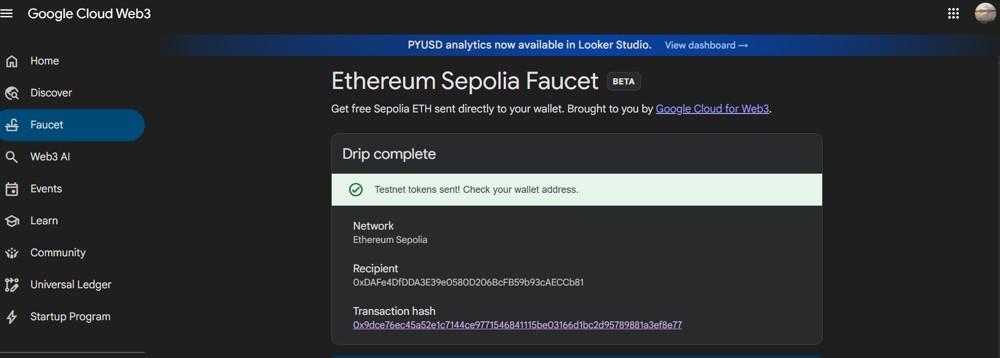 Google Cloud Web3
PYUSD analytics now available in Looker Studio. View dashboard →
Home
Discover
Faucet
Web3 AI
Events
Learn
Community
Universal Ledger
Startup Program
Ethereum Sepolia Faucet BETA
Get free Sepolia ETH sent directly to your wallet. Brought to you by Google Cloud for Web3.
Drip complete
Testnet tokens sent! Check your wallet address.
Network
Ethereum Sepolia
Recipient
0xDAFe4DfDDA3E39e0580D206BcFB59b93cAECCb81
Transaction hash
0x9dce76ec45a52e1c7144ce9771546841115be03166d1bc2d95789881a3ef8e77